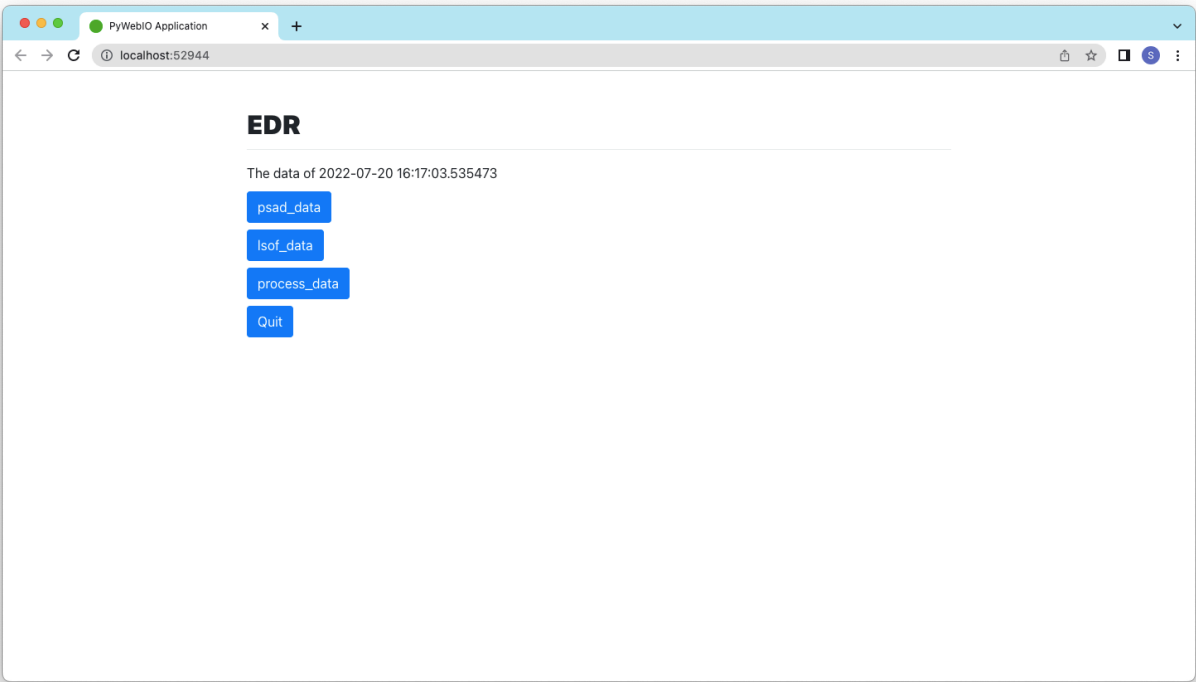 PyWebIO Application
localhost:52944
S
EDR
The data of 2022-07-20 16:17:03.535473
psad_data
lsof_data
process_data
Quit